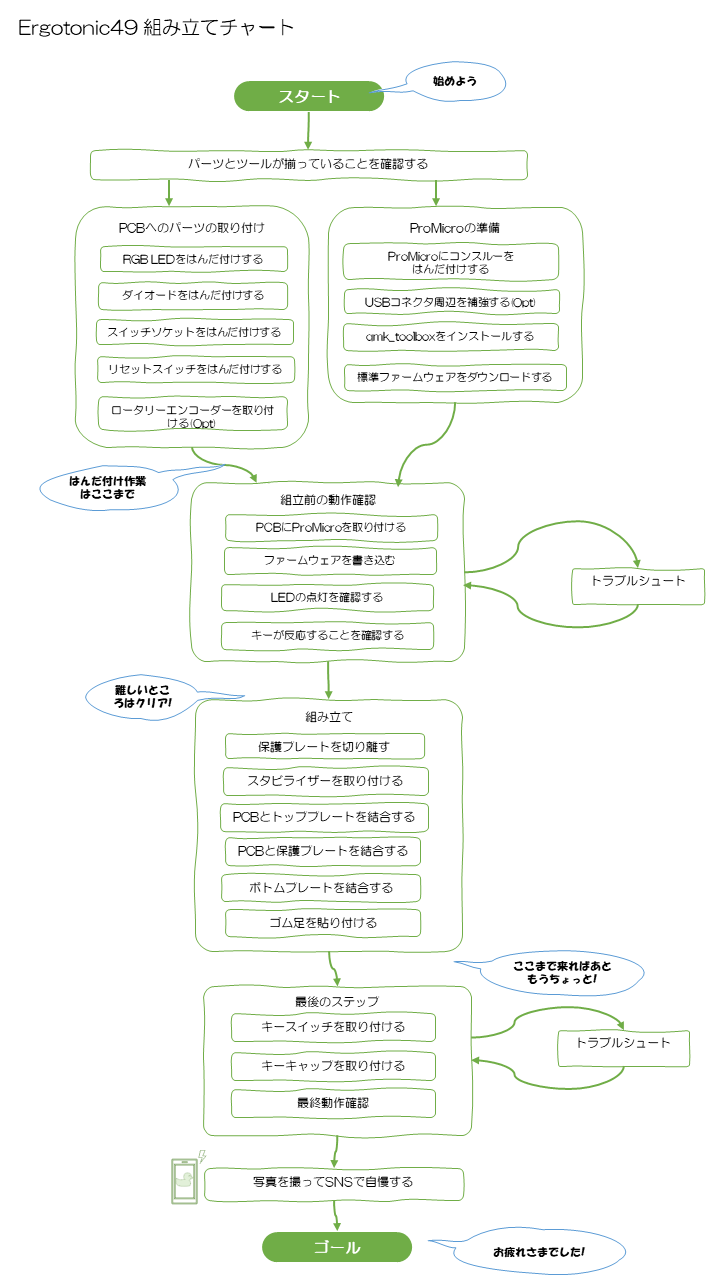 Ergotonic49 組み立てチャート
スタート
始めよう
パーツとツールが揃っていることを確認する
PCBへのパーツの取り付け
RGB LEDをはんだ付けする
ダイオードをはんだ付けする
スイッチソケットをはんだ付けする
リセットスイッチをはんだ付けする
ロータリーエンコーダーを取り付
ける(Opt)
ProMicroの準備
ProMicroにコンスルーを
はんだ付けする
USBコネクタ周辺を補強する(Opt)
qmk_toolboxをインストールする
標準ファームウェアをダウンロードする
はんだ付け作業
はここまで
組立前の動作確認
PCBにProMicroを取り付ける
ファームウェアを書き込む
LEDの点灯を確認する
キーが反応することを確認する
トラブルシュート
難しいとこ
ろはクリア!
組み立て
保護プレートを切り離す
スタビライザーを取り付ける
PCBとトッププレートを結合する
PCBと保護プレートを結合する
ボトムプレートを結合する
ゴム足を貼り付ける
ここまで来ればあと
もうちょっと!
最後のステップ
キースイッチを取り付ける
キーキャップを取り付ける
最終動作確認
トラブルシュート
写真を撮ってSNSで自慢する
ゴール
お疲れさまでした!